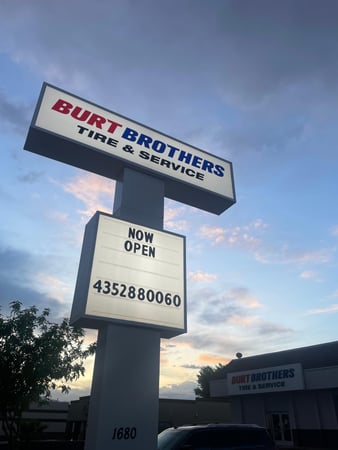 BURT BROTHERS
TIRE & SERVICE
NOW
OPEN
4352880060
1680
BURT BROTHERS
TIRE & SERVICE